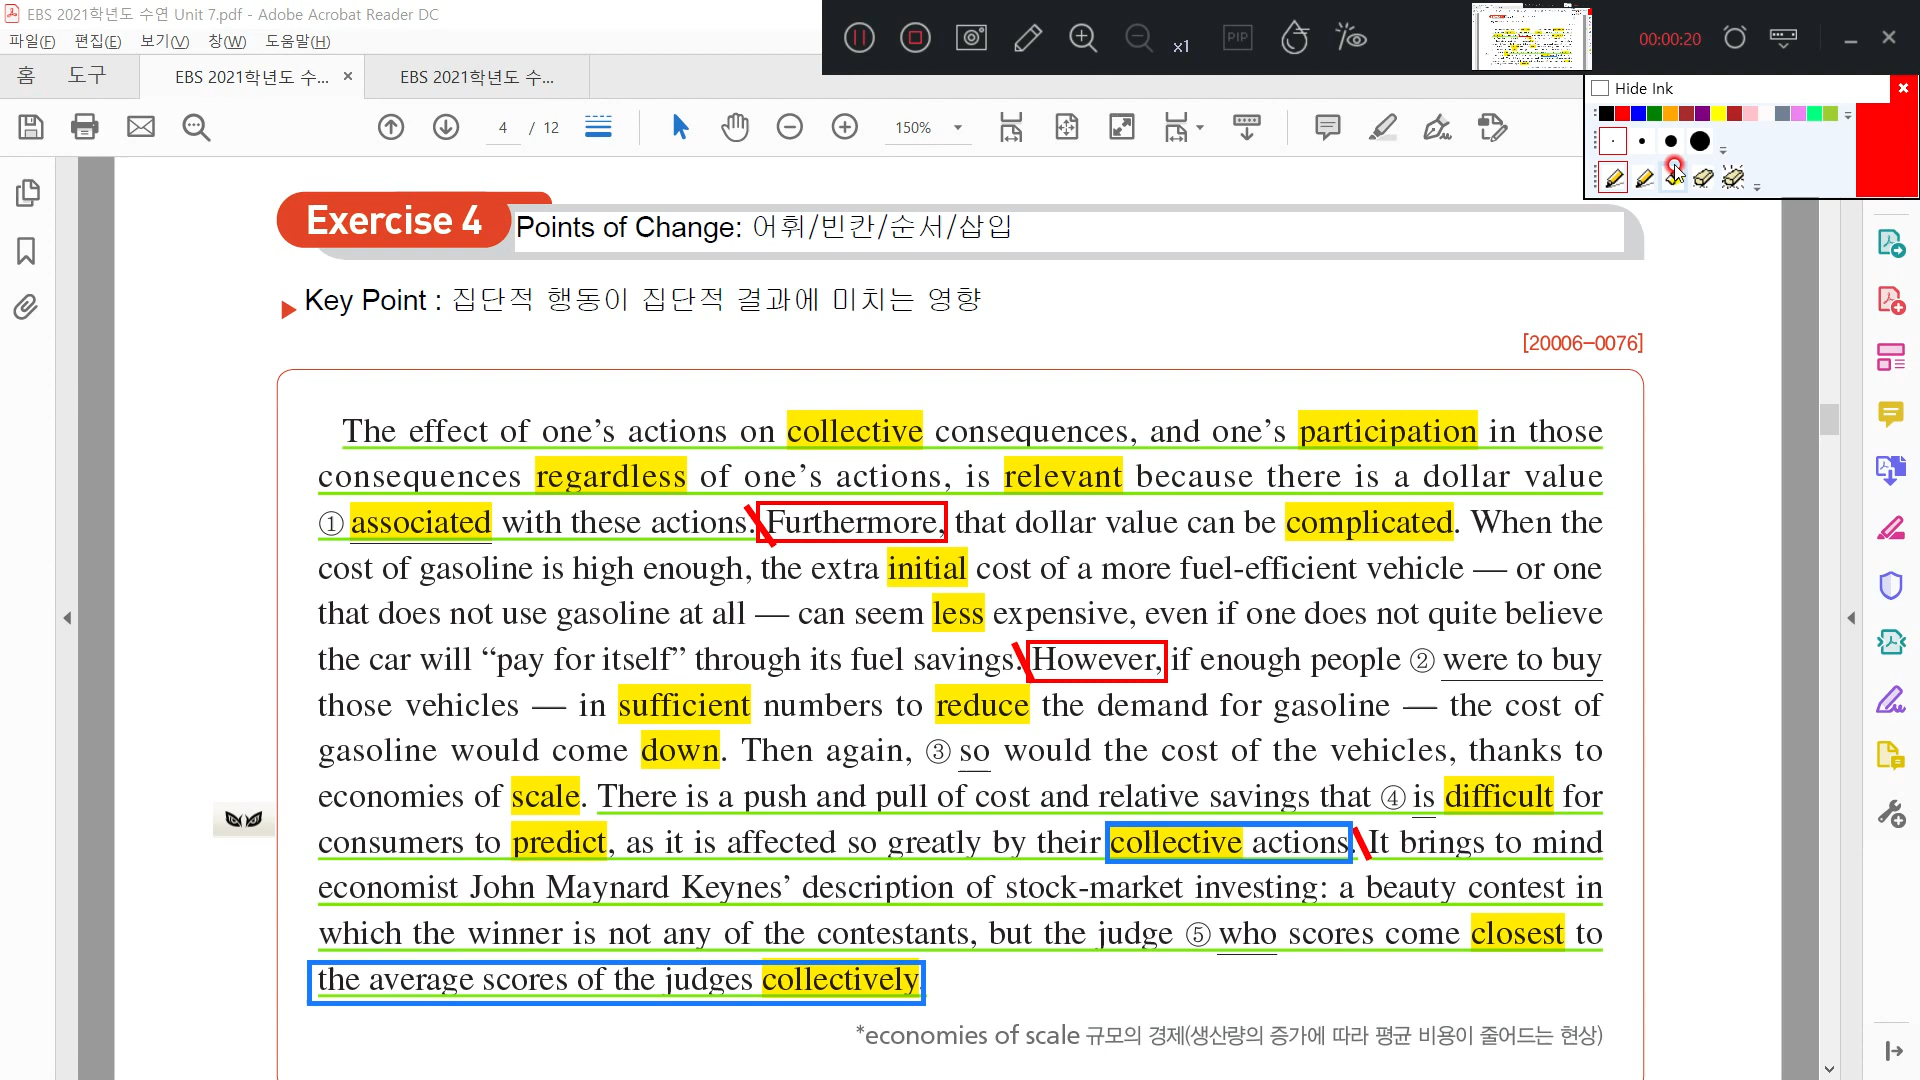 EBS 2021학년도 수연 Unit 7.pdf - Adobe Acrobat Reader DC
파일(F) 편집(E) 보기(V) 창(W) 도움말(H)
x1
PIP
00:00:20
홈 도구 EBS 2021학년도 수... × EBS 2021학년도 수...
Hide Ink
4 / 12
150%
Exercise 4 Points of Change: 어휘/빈칸/순서/삽입
Key Point : 집단적 행동이 집단적 결과에 미치는 영향
[20006-0076]
The effect of one's actions on collective consequences, and one's participation in those
consequences regardless of one's actions, is relevant because there is a dollar value
① associated with these actions. Furthermore, that dollar value can be complicated. When the
cost of gasoline is high enough, the extra initial cost of a more fuel-efficient vehicle — or one
that does not use gasoline at all — can seem less expensive, even if one does not quite believe
the car will “pay for itself” through its fuel savings. However, if enough people ② were to buy
those vehicles — in sufficient numbers to reduce the demand for gasoline — the cost of
gasoline would come down. Then again, ③ so would the cost of the vehicles, thanks to
economies of scale. There is a push and pull of cost and relative savings that ④ is difficult for
consumers to predict, as it is affected so greatly by their collective actions. It brings to mind
economist John Maynard Keynes’ description of stock-market investing: a beauty contest in
which the winner is not any of the contestants, but the judge ⑤ who scores come closest to
the average scores of the judges collectively.
*economies of scale 규모의 경제(생산량의 증가에 따라 평균 비용이 줄어드는 현상)